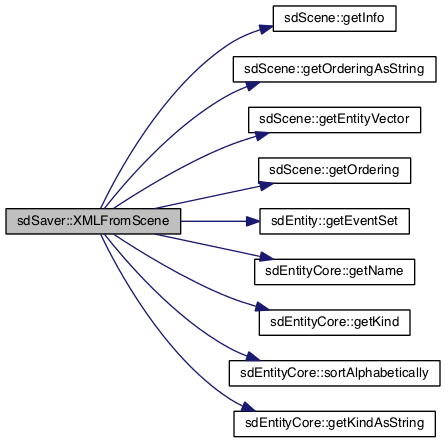 sdScene::getInfo
sdScene::getOrderingAsString
sdScene::getEntityVector
sdScene::getOrdering
sdSaver::XMLFromScene
sdEntity::getEventSet
sdEntityCore::getName
sdEntityCore::getKind
sdEntityCore::sortAlphabetically
sdEntityCore::getKindAsString